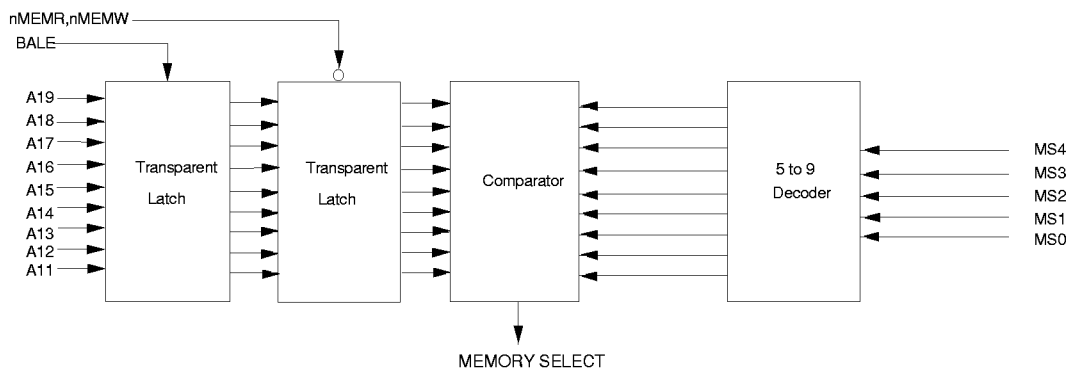 nMEMR,nMEMW
BALE
A19
A18
A17
A16
A15
A14
A13
A12
A11
Transparent
Latch
Transparent
Latch
Comparator
5 to 9
Decoder
MS4
MS3
MS2
MS1
MS0
MEMORY SELECT